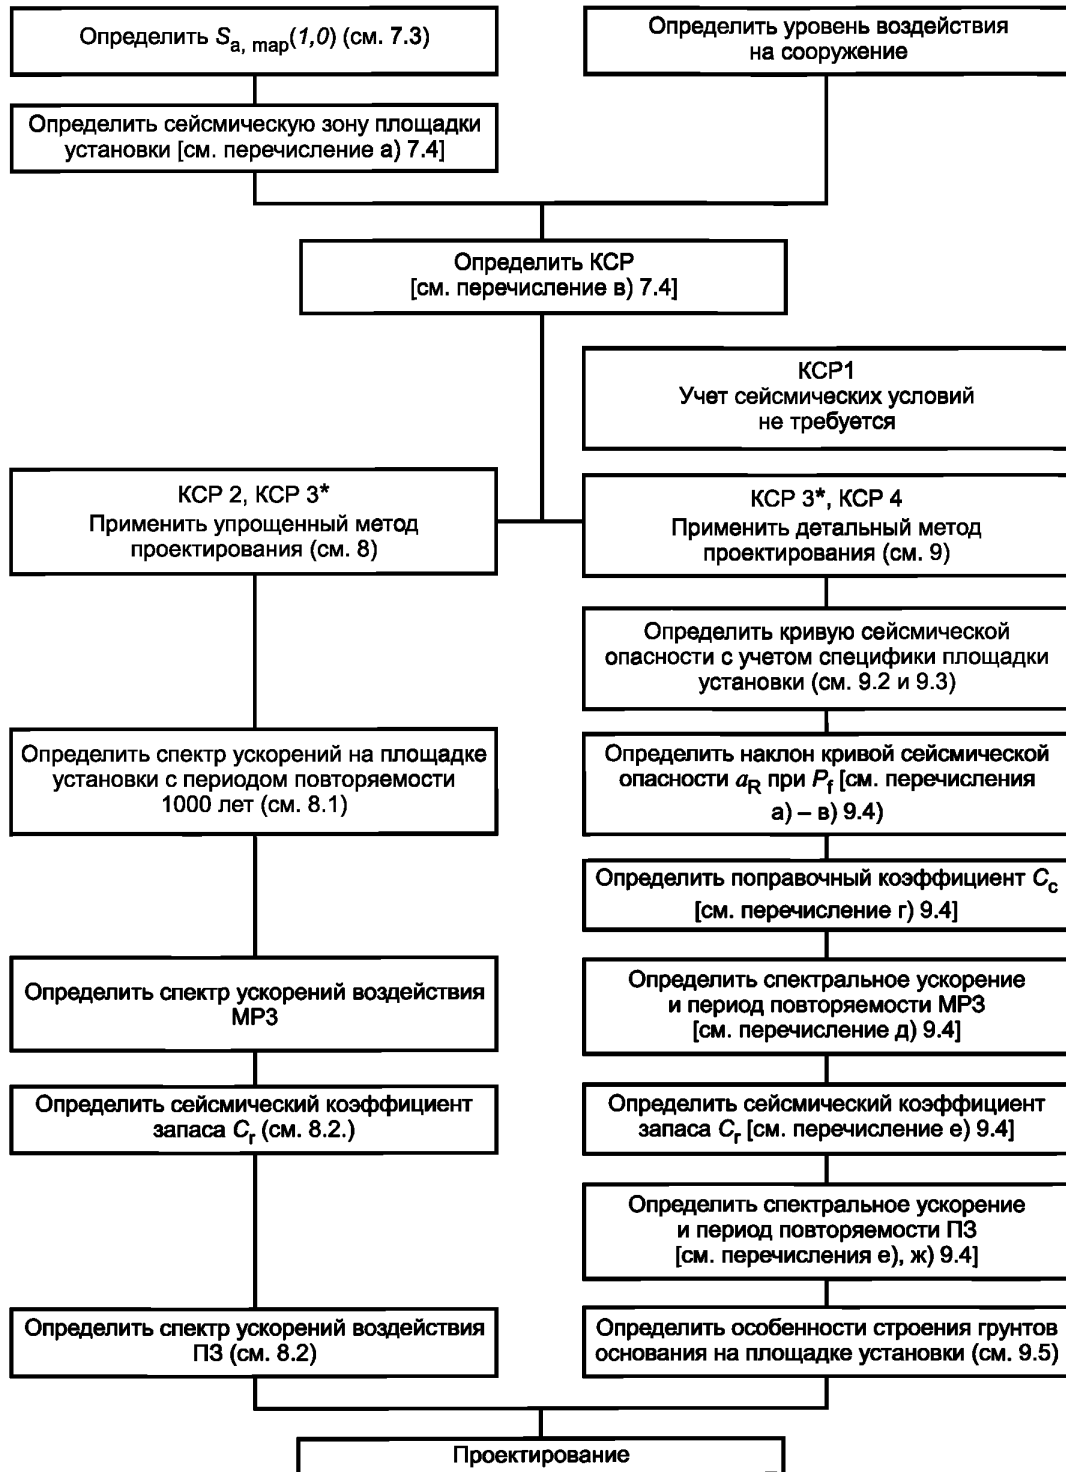 Определить Sa, map(1,0) (см. 7.3)
Определить уровень воздействия
на сооружение
Определить сейсмическую зону площадки
установки [см. перечисление а) 7.4]
Определить КСР
[см. перечисление в) 7.4]
КСР1
Учет сейсмических условий
не требуется
КСР 2, КСР 3*
Применить упрощенный метод
проектирования (см. 8)
КСР 3*, КСР 4
Применить детальный метод
проектирования (см. 9)
Определить кривую сейсмической
опасности с учетом специфики площадки
установки (см. 9.2 и 9.3)
Определить спектр ускорений на площадке
установки с периодом повторяемости
1000 лет (см. 8.1)
Определить наклон кривой сейсмической
опасности aR при Pf [см. перечисления
а) – в) 9.4)
Определить поправочный коэффициент Cc
[см. перечисление г) 9.4]
Определить спектр ускорений воздействия
МРЗ
Определить спектральное ускорение
и период повторяемости МРЗ
[см. перечисление д) 9.4]
Определить сейсмический коэффициент
запаса Cr (см. 8.2.)
Определить сейсмический коэффициент
запаса Cr [см. перечисление е) 9.4]
Определить спектральное ускорение
и период повторяемости ПЗ
[см. перечисления е), ж) 9.4]
Определить спектр ускорений воздействия
ПЗ (см. 8.2)
Определить особенности строения грунтов
основания на площадке установки (см. 9.5)
Проектирование